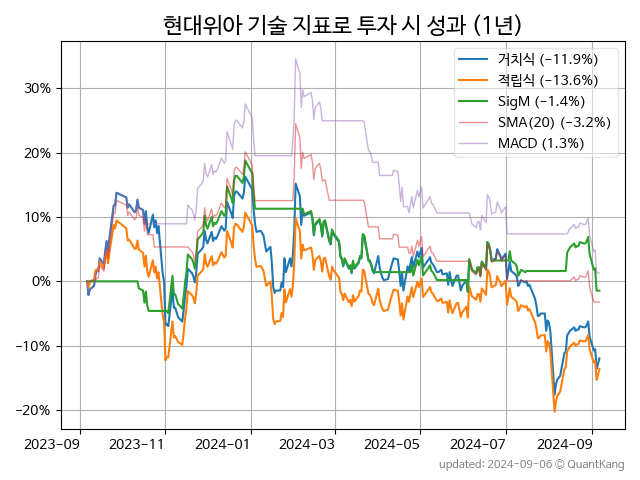 현대위아 기술 지표로 투자 시 성과 (1년)
거치식 (−11.9%)
적립식 (−13.6%)
SigM (−1.4%)
SMA(20) (−3.2%)
MACD (1.3%)
30%
20%
10%
0%
−10%
−20%
2023-09 2023-11 2024-01 2024-03 2024-05 2024-07 2024-09
updated: 2024-09-06 © QuantKang